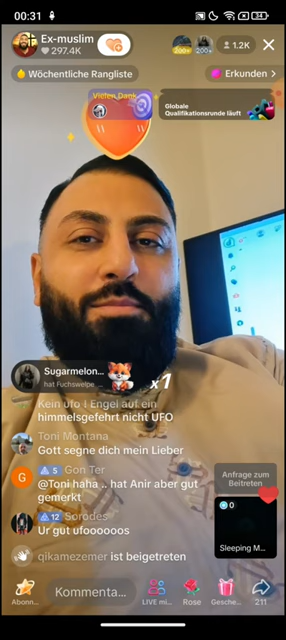 00:31
34
Ex-muslim
297.4K
200+
200+
1.2K
Wöchentliche Rangliste
Erkunden >
Vielen Dank
Globale
Qualifikationsrunde läuft
Sugarmelon...
hat Fuchswelpe
x1
Kein ufo ! Engel auf ein
himmelsgefehrt nicht UFO
Toni Montana
Gott segne dich mein Lieber
G
5 Gon Ter
@Toni haha .. hat Anir aber gut
gemerkt
12 Sorodes
Ur gut ufoooooos
qikamezemer ist beigetreten
Anfrage zum
Beitreten
0
Sleeping M...
Abonn...
Kommenta...
LIVE mi...
Rose
Gesche...
211